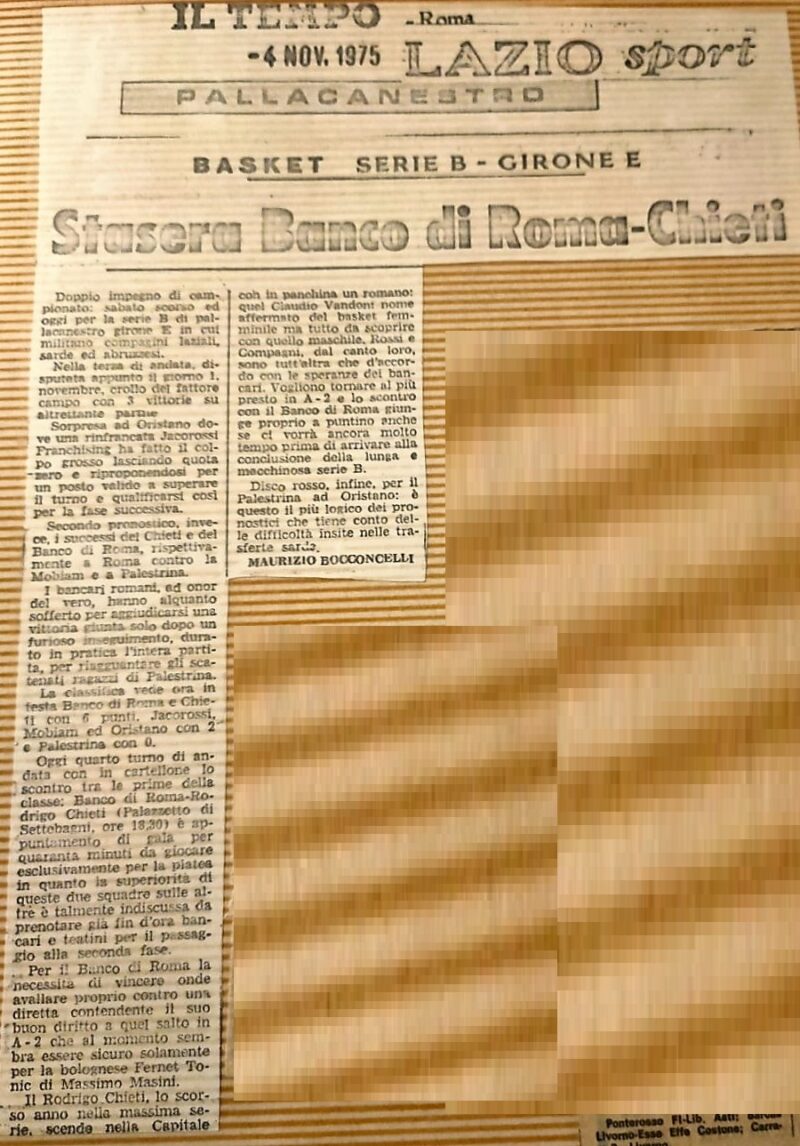 IL TEMPO - Roma
-4 NOV. 1975 LAZIO sport
PALLACANESTRO
BASKET SERIE B - GIRONE E
Stasera Banco di Roma-Chieti
Doppio impegno di cam-
pionato: sabato scorso ed
oggi per la serie B di pal-
lacanestro girone E in cui
militano compagini laziali,
sarde ed abruzzesi.
Nella terza di andata, di-
sputata appunto il giorno 1,
novembre, crollo del fattore
campo con 3 vittorie su
altrettante partite
Sorpresa ad Oristano do-
ve una rinfrancata Jacorossi
Franchising ha fatto il col-
po grosso lasciando quota
zero e riproponendosi per
un posto valido a superare
il turno e qualificarsi così
per la fase successiva.
Secondo pronostico, inve-
ce, i successi del Chieti e del
Banco di Roma, rispettiva-
mente a Roma contro la
Mobiam e a Palestrina.
I bancari romani, ad onor
del vero, hanno alquanto
sofferto per aggiudicarsi una
vittoria giunta solo dopo un
furioso inseguimento, dura-
to in pratica l'intera parti-
ta, per riagguantare gli sca-
tenati ragazzi di Palestrina.
La classifica vede ora in
testa Banco di Roma e Chie-
ti con 6 punti, Jacorossi,
Mobiam ed Oristano con 2
e Palestrina con 0.
Oggi quarto turno di an-
data con in cartellone lo
scontro tra le prime della
classe: Banco di Roma-Ro-
drigo Chieti (Palazzetto di
Settebagni, ore 18,30) è ap-
puntamento di gala per
quaranta minuti da giocare
esclusivamente per la platea
in quanto la superiorità di
queste due squadre sulle al-
tre è talmente indiscussa da
prenotare già fin d'ora ban-
cari e teatini per il passag-
gio alla seconda fase.
Per il Banco di Roma la
necessità di vincere onde
avallare proprio contro una
diretta contendente il suo
buon diritto a quel salto in
A-2 che al momento sem-
bra essere sicuro solamente
per la bolognese Fernet To-
nic di Massimo Masini.
Il Rodrigo Chieti, lo scor-
so anno nella massima se-
rie, scende nella Capitale
con in panchina un romano:
quel Claudio Vandoni nome
affermato del basket fem-
minile ma tutto da scoprire
con quello maschile. Rossi e
Compagni, dal canto loro,
sono tutt'altra che d'accor-
do con le speranze dei ban-
cari. Vogliono tornare al più
presto in A-2 e lo scontro
con il Banco di Roma giun-
ge proprio a puntino anche
se ci vorrà ancora molto
tempo prima di arrivare alla
conclusione della lunga e
macchinosa serie B.
Disco rosso, infine, per il
Palestrina ad Oristano: è
questo il più logico dei pro-
nostici che tiene conto del-
le difficoltà insite nelle tra-
sferte sarde.
MAURIZIO BOCCONCELLI
Ponterosso Fl-Lib. Asti;
Livorno-Esse Effe Costone; Carra-